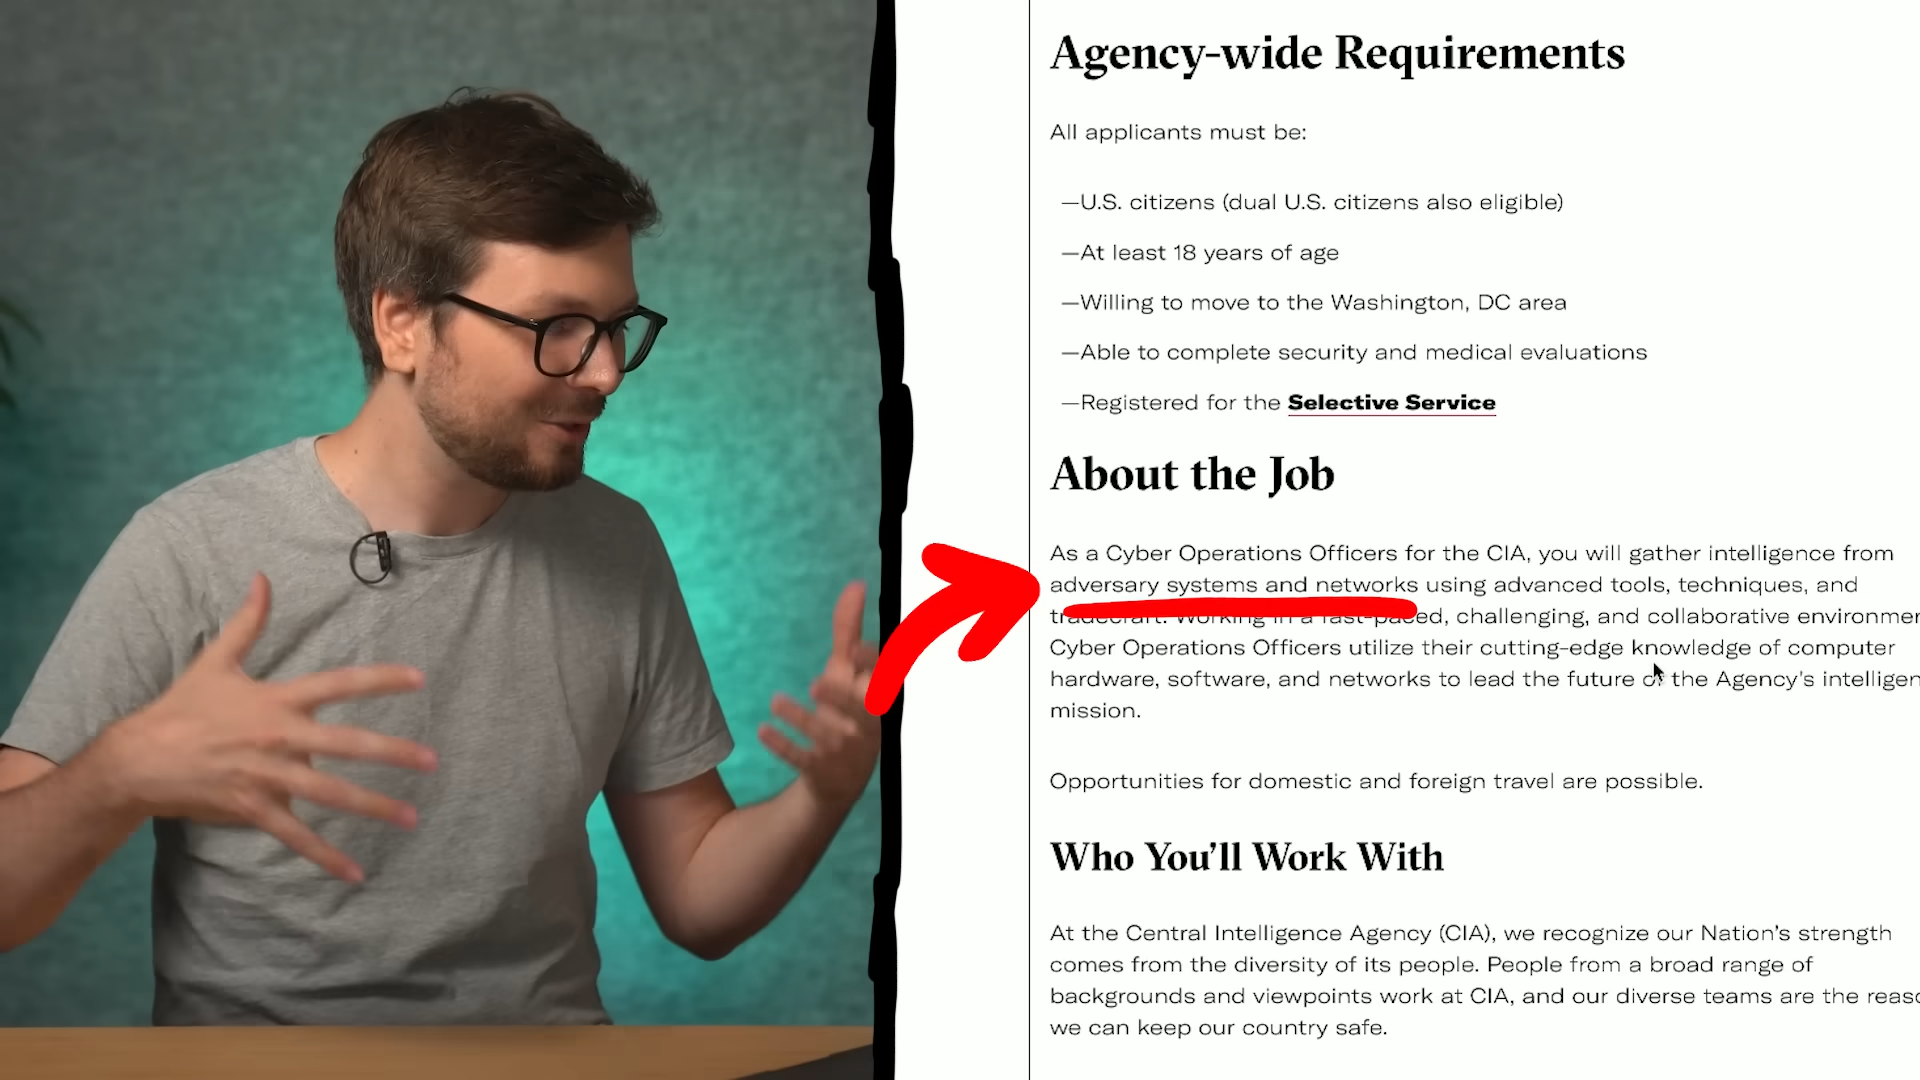 Agency-wide Requirements
All applicants must be:
—U.S. citizens (dual U.S. citizens also eligible)
—At least 18 years of age
—Willing to move to the Washington, DC area
—Able to complete security and medical evaluations
—Registered for the Selective Service
About the Job
As a Cyber Operations Officers for the CIA, you will gather intelligence from
adversary systems and networks using advanced tools, techniques, and
tradecraft. Working in a fast-paced, challenging, and collaborative
Cyber Operations Officers utilize their cutting-edge knowledge of computer
hardware, software, and networks to lead the future of the Agency's
mission.
Opportunities for domestic and foreign travel are possible.
Who You'll Work With
At the Central Intelligence Agency (CIA), we recognize our Nation's strength
comes from the diversity of its people. People from a broad range of
backgrounds and viewpoints work at CIA, and our diverse teams are the
we can keep our country safe.